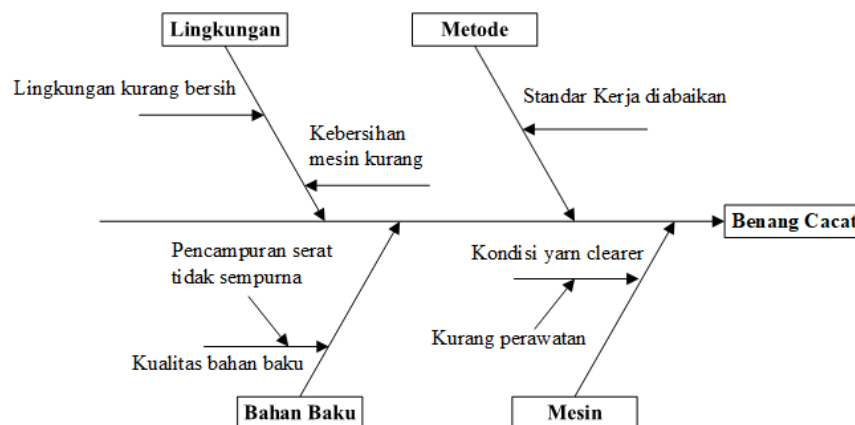 Lingkungan
Metode
Lingkungan kurang bersih
Standar Kerja diabaikan
Kebersihan
mesin kurang
Benang Cacat
Pencampuran serat
tidak sempurna
Kondisi yarn clearer
Kurang perawatan
Kualitas bahan baku
Bahan Baku
Mesin